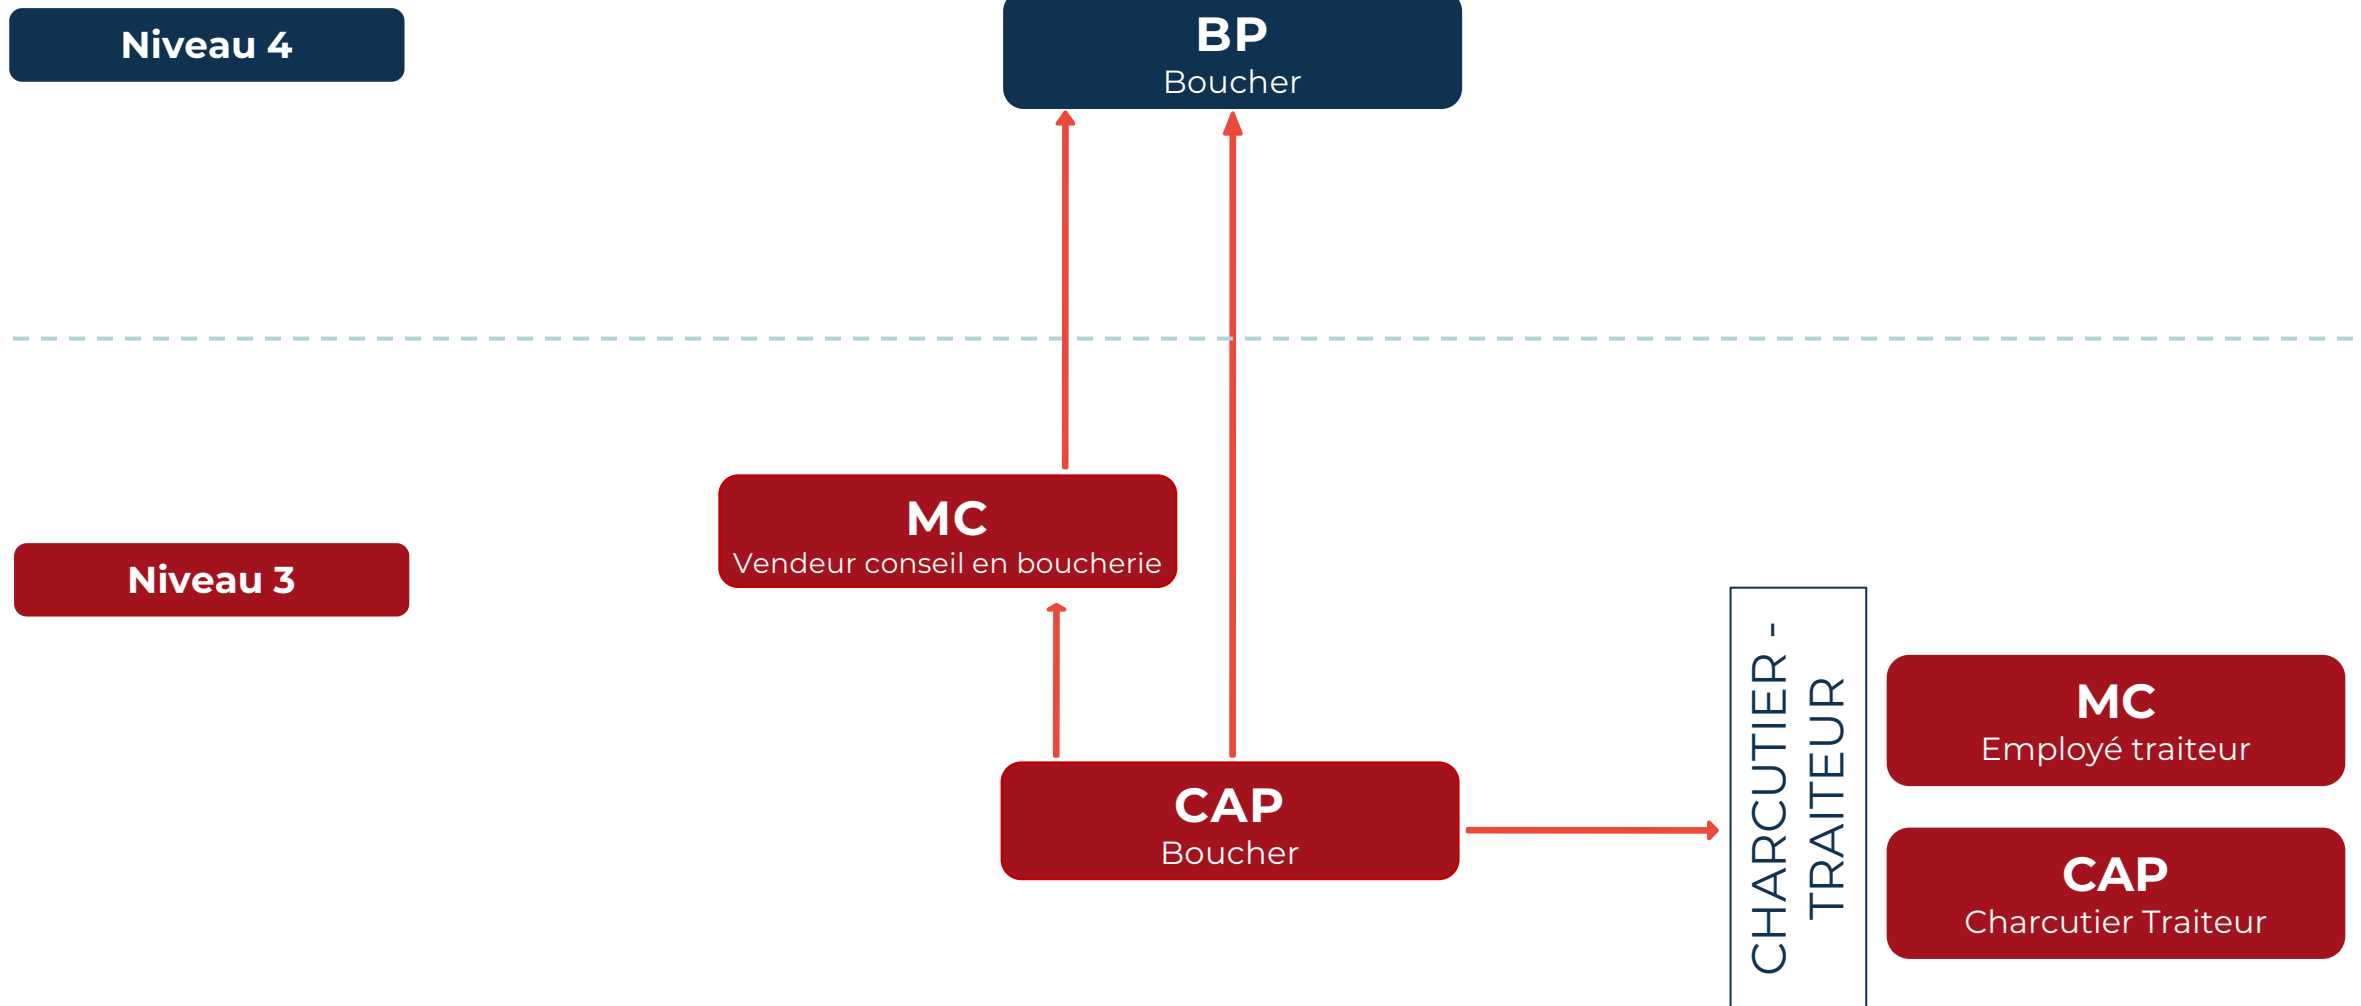 Niveau 4
BP
Boucher
MC
Vendeur conseil en boucherie
Niveau 3
CAP
Boucher
CHARCUTIER -
TRAITEUR
MC
Employé traiteur
CAP
Charcutier Traiteur